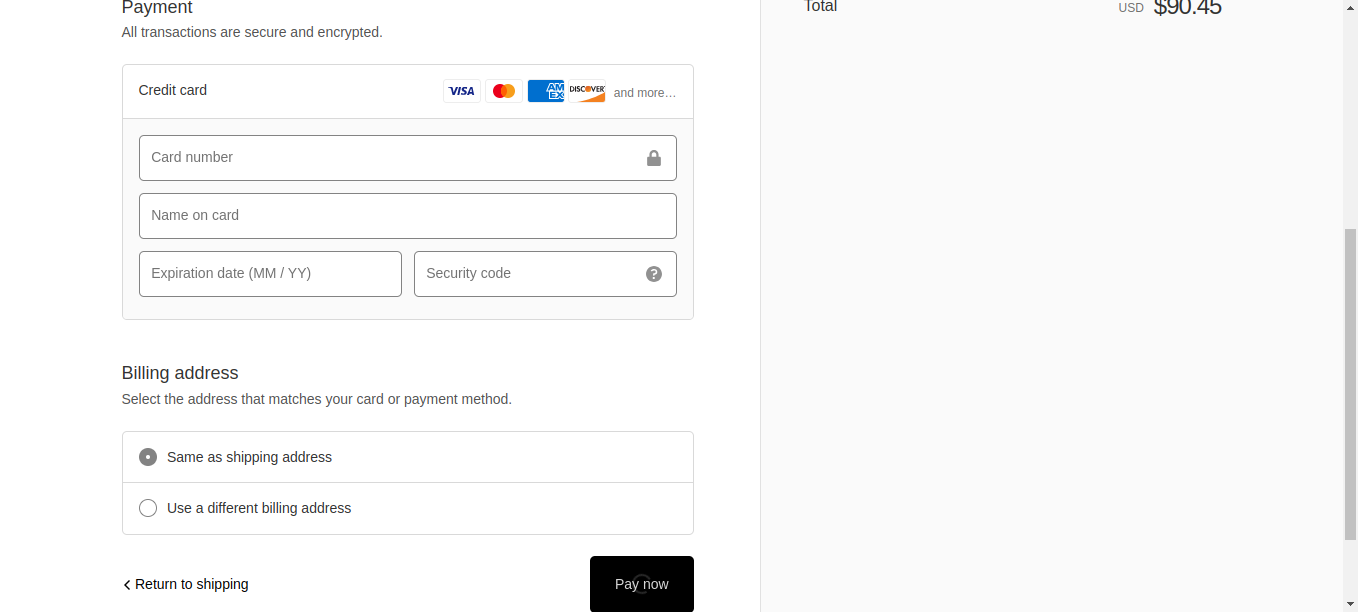 Payment
All transactions are secure and encrypted.
Credit card
VISA AMEX DISCOVER and more…
Card number
Name on card
Expiration date (MM / YY) Security code ?
Billing address
Select the address that matches your card or payment method.
Same as shipping address
Use a different billing address
Return to shipping
Pay now
Total USD $90.45